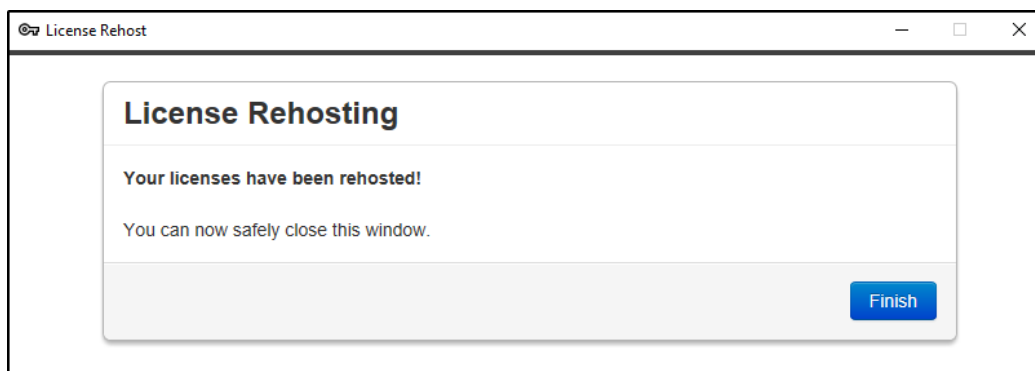 License Rehost
License Rehosting
Your licenses have been rehosted!
You can now safely close this window.
Finish